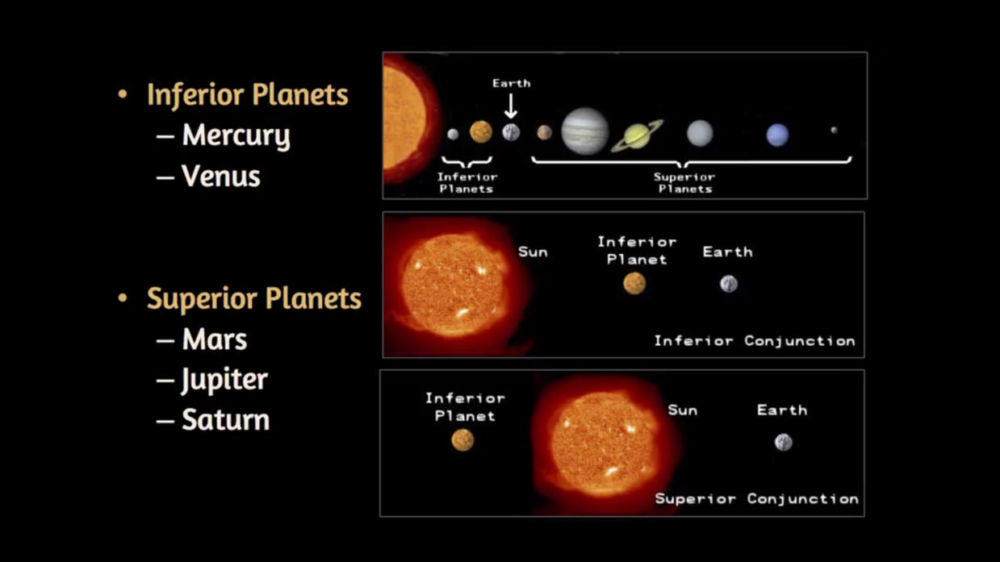 • Inferior Planets
– Mercury
– Venus
• Superior Planets
– Mars
– Jupiter
– Saturn
Earth
Inferior
Planets
Superior
Planets
Sun
Inferior
Planet
Earth
Inferior Conjunction
Inferior
Planet
Sun
Earth
Superior Conjunction